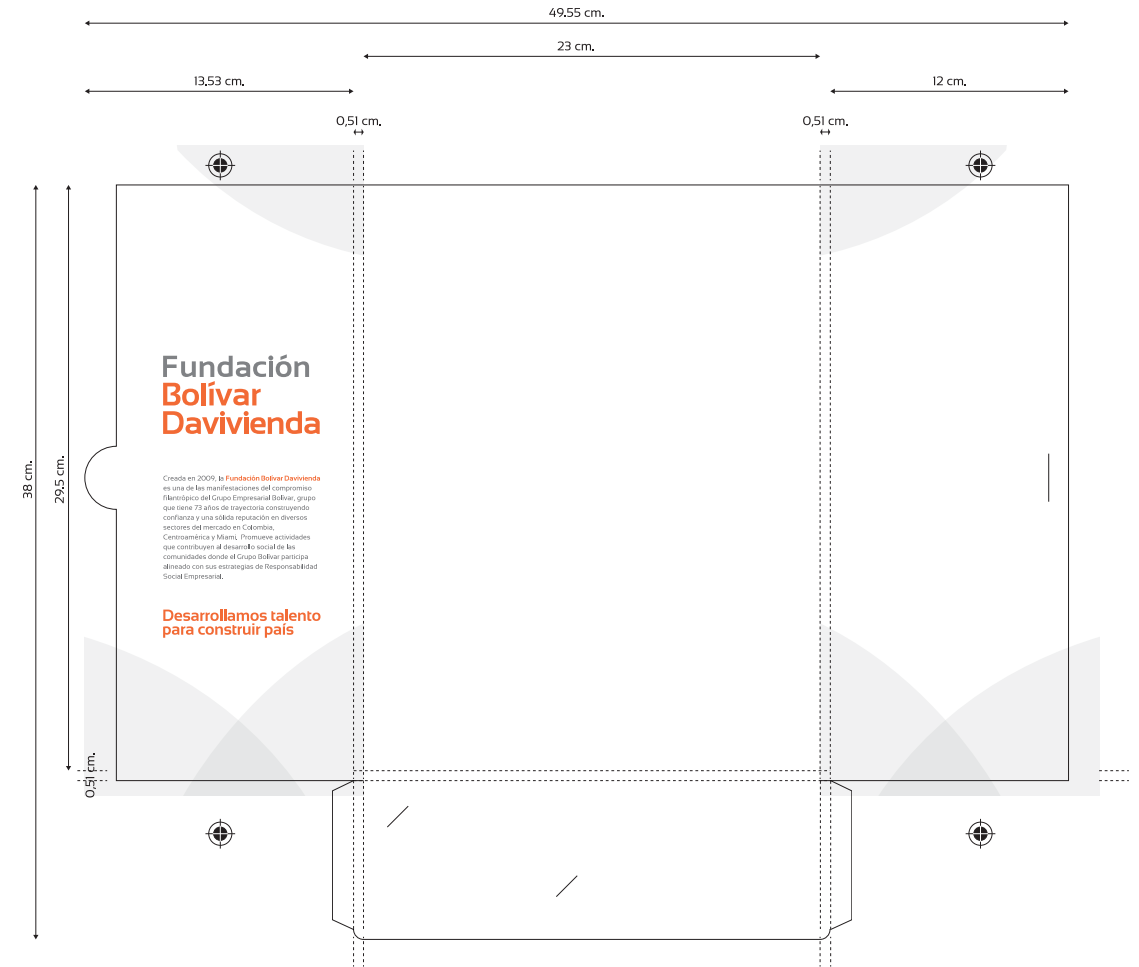 49.55 cm.
23 cm.
13.53 cm.
12 cm.
0,51 cm.
0,51 cm.
38 cm.
29.5 cm.
Fundación
Bolívar
Davivienda
Creada en 2009, la Fundación Bolívar Davivienda
es una de las manifestaciones del compromiso
filantrópico del Grupo Empresarial Bolívar, grupo
que tiene 73 años de trayectoria construyendo
confianza y una sólida reputación en diversos
sectores del mercado en Colombia,
Centroamérica y Miami, Promueve actividades
que contribuyen al desarrollo social de las
comunidades donde el Grupo Bolívar participa
alineado con sus estrategias de Responsabilidad
Social Empresarial.
Desarrollamos talento
para construir país
0,51 cm.